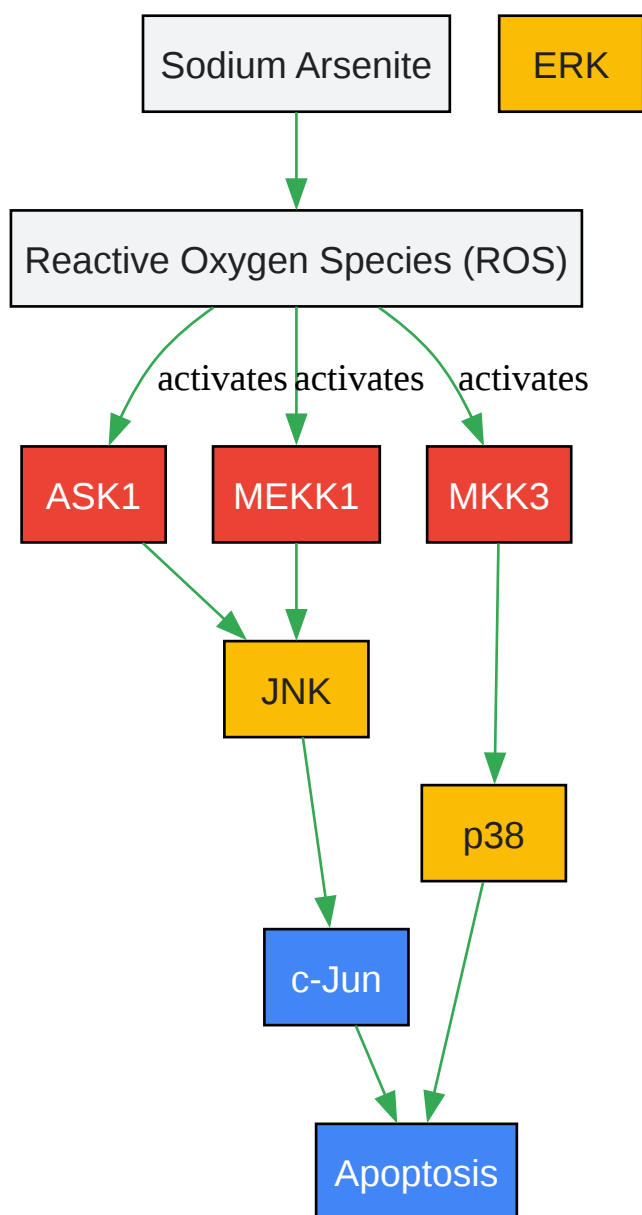 Sodium Arsenite
ERK
Reactive Oxygen Species (ROS)
activates
activates
activates
ASK1
MEKK1
MKK3
JNK
p38
c-Jun
Apoptosis